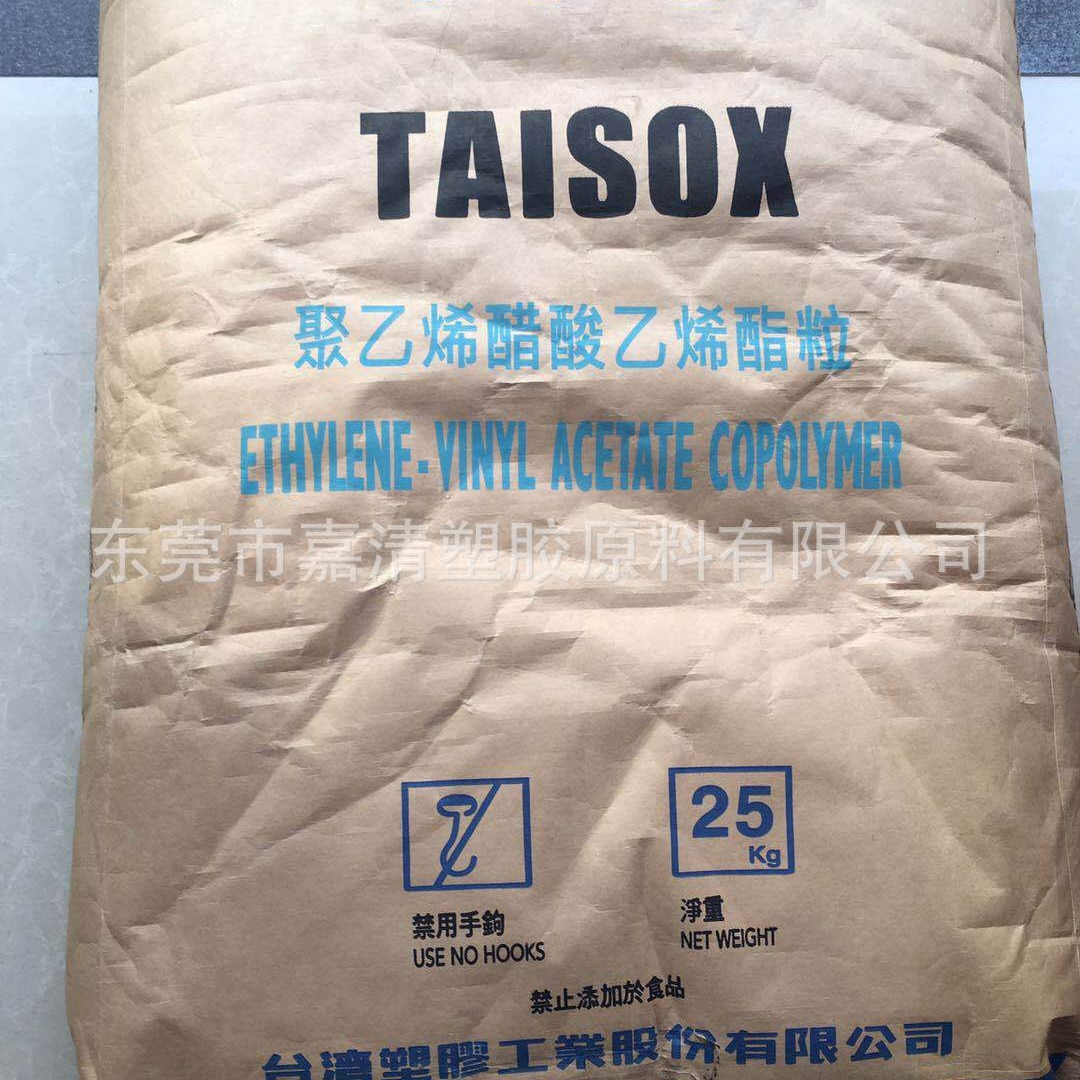 TAISOX
聚乙烯醋酸乙烯酯粒
ETHYLENE-VINYL ACETATE COPOLYMER
东莞市嘉清塑胶原料有限公司
25
Kg
禁用手鉤
USE NO HOOKS
淨重
NET WEIGHT
禁止添加於食品
台灣塑膠工業股份有限公司